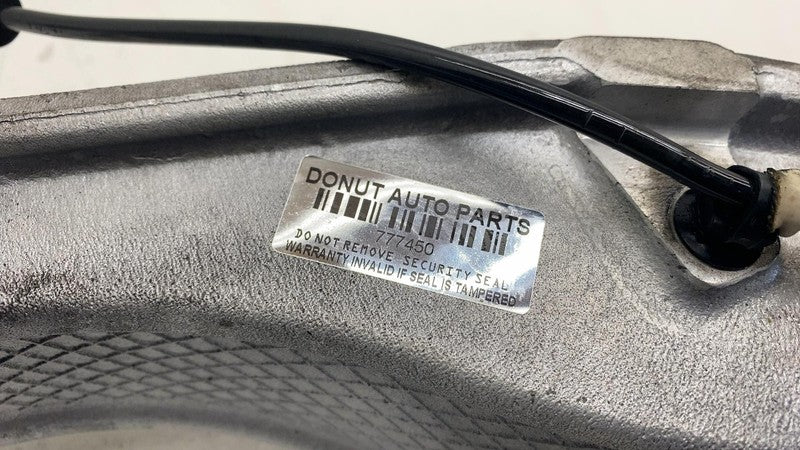 DONUT AUTO PARTS
777450
DO NOT REMOVE SECURITY SEAL
WARRANTY INVALID IF SEAL IS TAMPERED